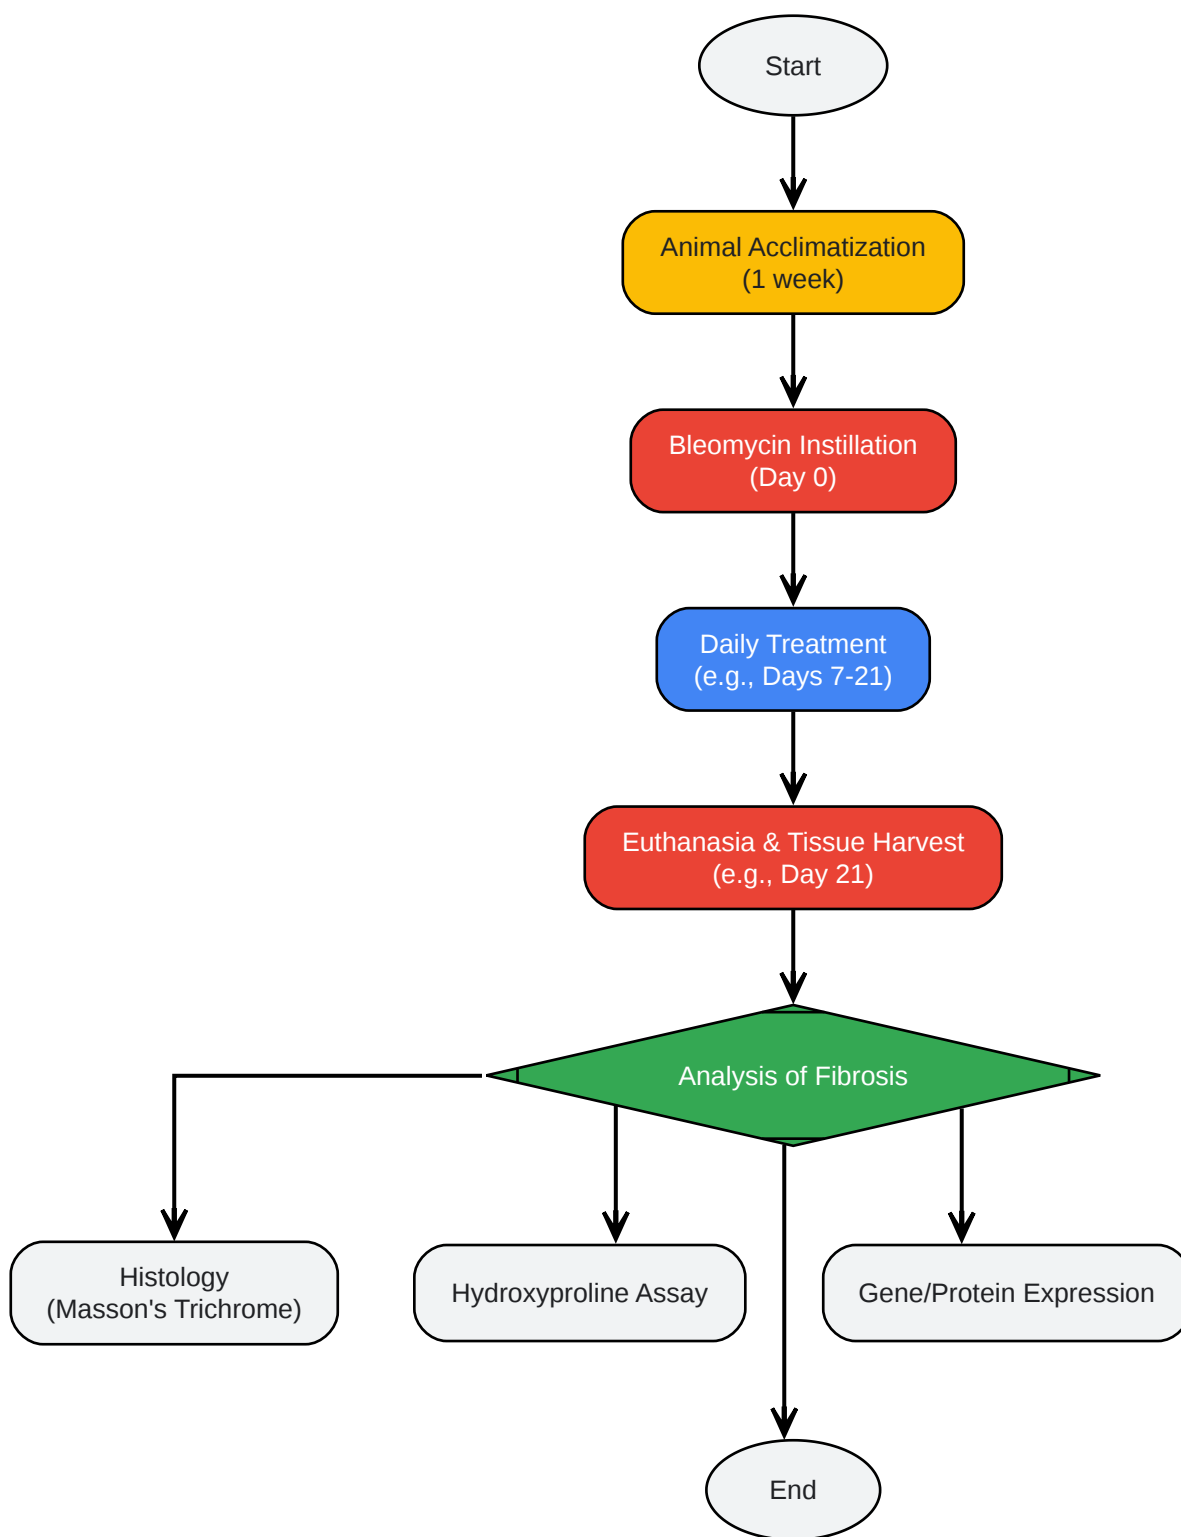 Start
Animal Acclimatization
(1 week)
Bleomycin Instillation
(Day 0)
Daily Treatment
(e.g., Days 7-21)
Euthanasia & Tissue Harvest
(e.g., Day 21)
Analysis of Fibrosis
Histology
(Masson's Trichrome)
Hydroxyproline Assay
Gene/Protein Expression
End